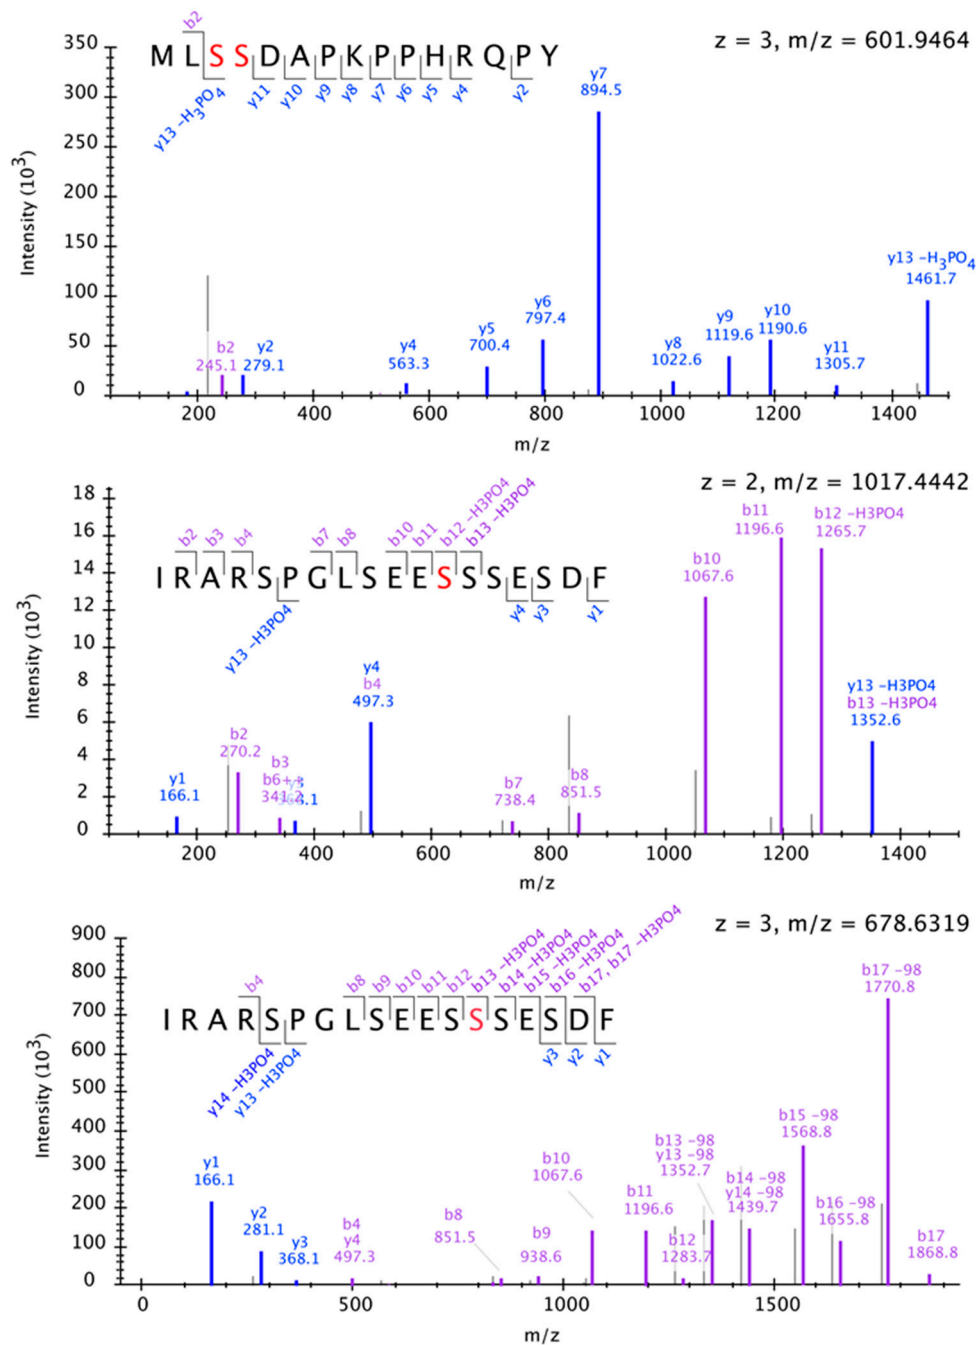 b2
M L S S D A P K P P H R Q P Y
z = 3, m/z = 601.9464
y13 –H3PO4 y11 y10 y9 y8 y7 y6 y5 y4 y2
Intensity (10³)
350
300
250
200
150
100
50
0
b2
245.1
y2
279.1
y4
563.3
y5
700.4
y6
797.4
y7
894.5
y8
1022.6
y9
1119.6
y10
1190.6
y11
1305.7
y13 –H3PO4
1461.7
200 400 600 800 1000 1200 1400
m/z
z = 2, m/z = 1017.4442
b2 b3 b4 b7 b8 b10 b11 b12 –H3PO4 b13 –H3PO4
I R A R S P G L S E E S S S E S D F
y13 –H3PO4 y4 y3 y1
Intensity (10³)
18
16
14
12
10
8
6
4
2
0
y1
166.1
b2
270.2
b3
b6++
341.2
y3
364.1
y4
b4
497.3
b7
738.4
b8
851.5
b10
1067.6
b11
1196.6
b12 –H3PO4
1265.7
y13 –H3PO4
b13 –H3PO4
1352.6
200 400 600 800 1000 1200 1400
m/z
z = 3, m/z = 678.6319
b4 b8 b9 b10 b11 b12 b13 –H3PO4 b14 –H3PO4 b15 –H3PO4 b16 –H3PO4 b17, b17 –H3PO4
I R A R S P G L S E E S S S E S D F
y14 –H3PO4 y13 –H3PO4 y3 y2 y1
Intensity (10³)
900
800
700
600
500
400
300
200
100
0
y1
166.1
y2
281.1
y3
368.1
b4
y4
497.3
b8
851.5
b9
938.6
b10
1067.6
b11
1196.6
b12
1283.7
b13 –98
y13 –98
1352.7
b14 –98
y14 –98
1439.7
b15 –98
1568.8
b16 –98
1655.8
b17 –98
1770.8
b17
1868.8
0 500 1000 1500
m/z